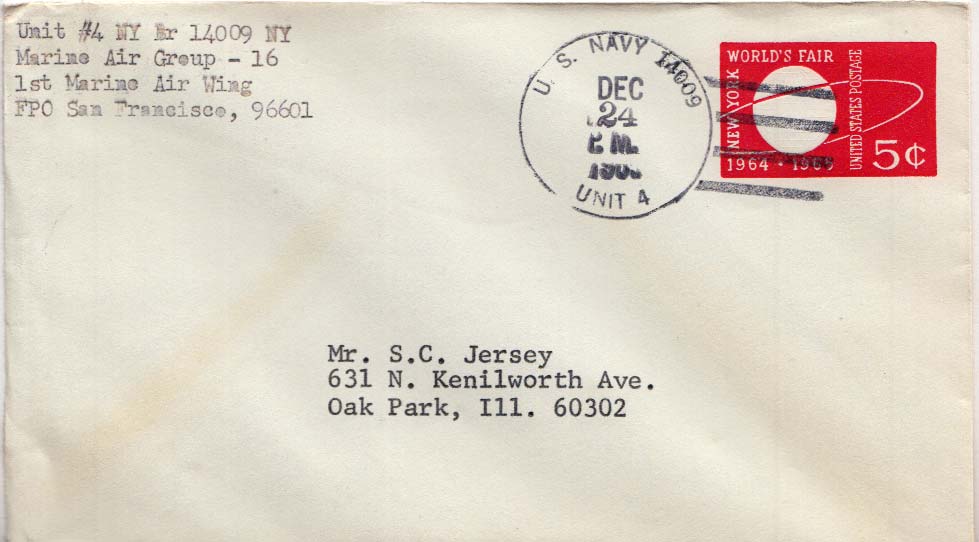 Unit #4 NY Br 14009 NY
Marine Air Group - 16
1st Marine Air Wing
FPO San Francisco, 96601
U. S. NAVY 14009
DEC
24
P.M.
UNIT 4
WORLD'S FAIR
NEW YORK
UNITED STATES POSTAGE
1964 ·
5¢
Mr. S.C. Jersey
631 N. Kenilworth Ave.
Oak Park, Ill. 60302